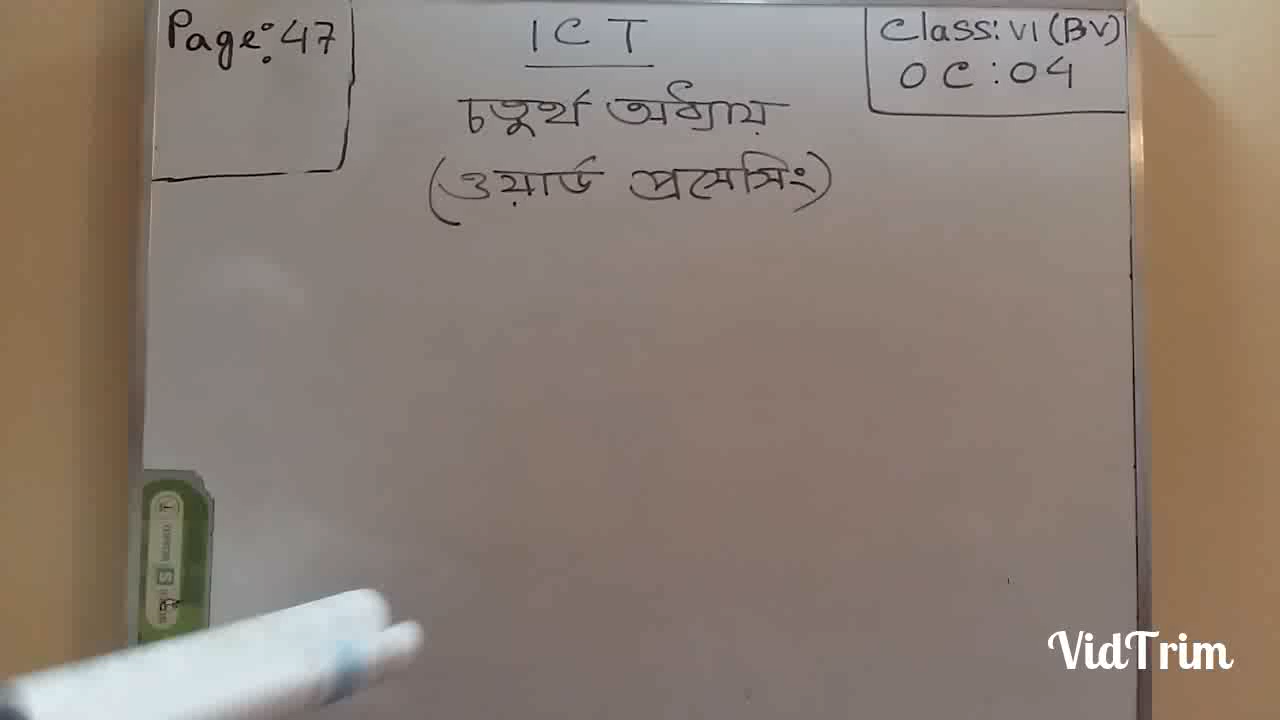 Page: 47
ICT
Class: VI (BV)
OC: 04
চতুর্থ অধ্যায়
(ওয়ার্ড প্রসেসিং)
VidTrim